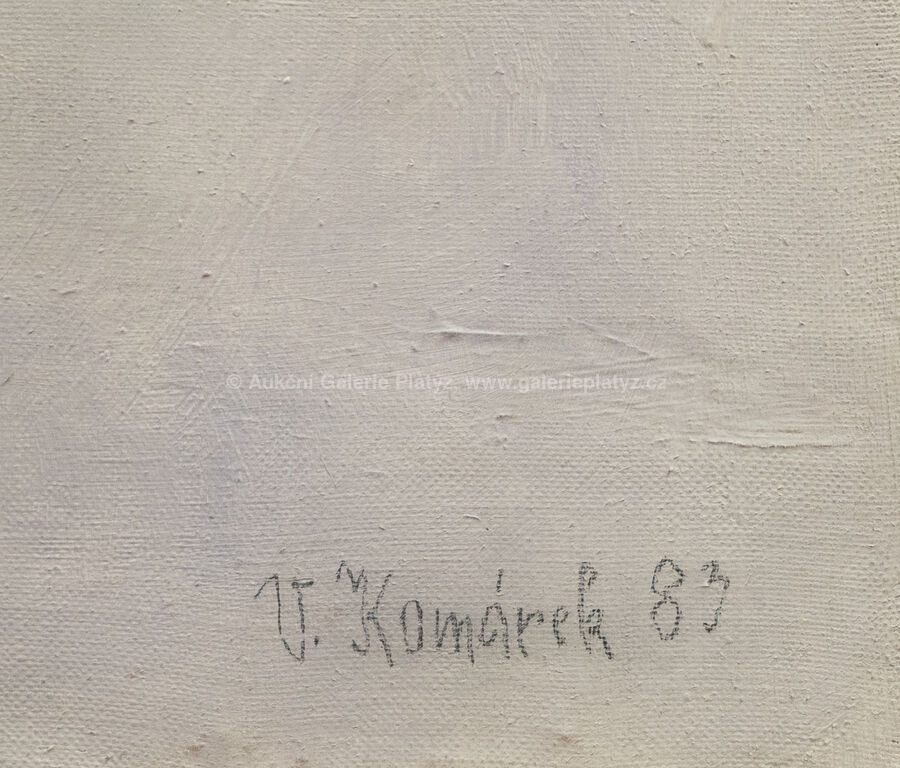 © Aukční Galerie Platýz, www.galerieplatyz.cz
V. Komárek 83